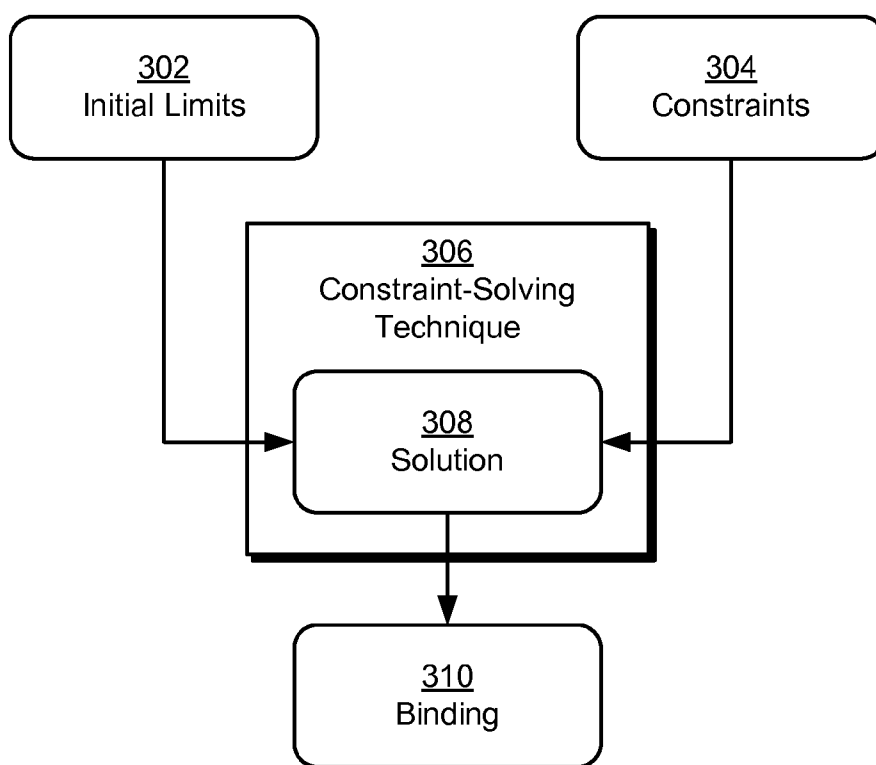 302
Initial Limits
304
Constraints
306
Constraint-Solving
Technique
308
Solution
310
Binding